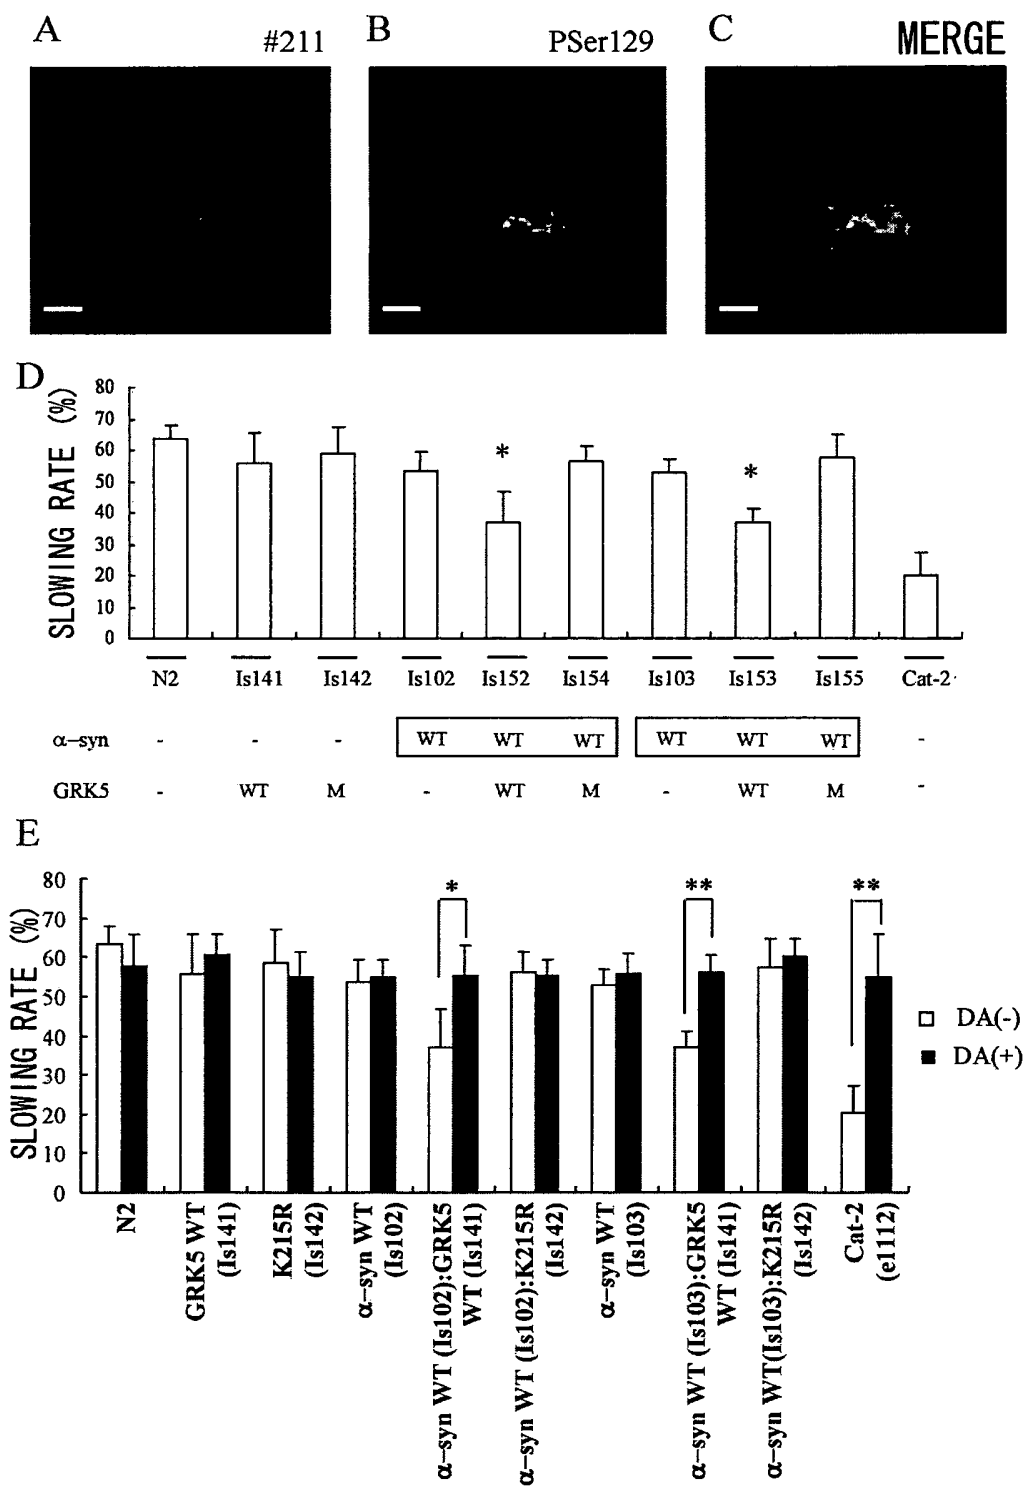 A #211 B PSer129 C MERGE
D
SLOWING RATE (%)
80
70
60
50
40
30
20
10
0
* *
N2 Is141 Is142 Is102 Is152 Is154 Is103 Is153 Is155 Cat-2
α-syn - - - WT WT WT WT WT WT -
GRK5 - WT M - WT M - WT M -
E
SLOWING RATE (%)
80
70
60
50
40
30
20
10
0
* ** **
DA(-)
DA(+)
N2
GRK5 WT
(Is141)
K215R
(Is142)
α-syn WT
(Is102)
α-syn WT (Is102):GRK5
WT (Is141)
α-syn WT (Is102):K215R
(Is142)
α-syn WT
(Is103)
α-syn WT (Is103):GRK5
WT (Is141)
α-syn WT(Is103):K215R
(Is142)
Cat-2
(e1112)